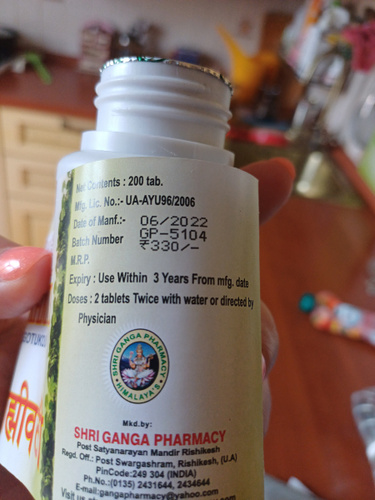 Net Contents : 200 tab.
Mfg. Lic. No.:- UA-AYU96/2006
Date of Manf.:- 06/2022
Batch Number GP-5104
M.R.P. ₹330/-
Expiry : Use Within 3 Years From mfg. date
Doses : 2 tablets Twice with water or directed by
Physician
SHRI GANGA PHARMACY
HIMALAYA'S
Mkd.by:
SHRI GANGA PHARMACY
Post Satyanarayan Mandir Rishikesh
Regd. Off.: Post Swargashram, Rishikesh, (U.A)
PinCode:249 304 (INDIA)
Ph.No.:(0135) 2431644, 2434644
E-mail:gangapharmacy@yahoo.com
Visit us